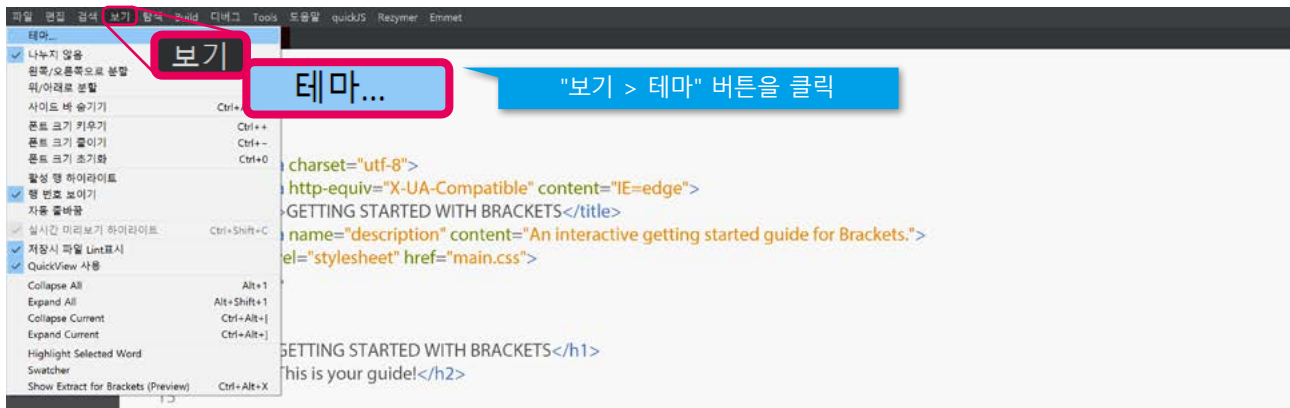 파일 편집 검색 보기 탐색 Build 디버그 Tools 도움말 quickJS Rezymer Emmet
테마...
보기
나누지 않음
왼쪽/오른쪽으로 분할
위/아래로 분할
테마...
"보기 > 테마" 버튼을 클릭
사이드 바 숨기기
폰트 크기 키우기 Ctrl++
폰트 크기 줄이기 Ctrl+-
폰트 크기 초기화 Ctrl+0
charset="utf-8">
활성 행 하이라이트
행 번호 보이기
http-equiv="X-UA-Compatible" content="IE=edge">
자동 줄바꿈
>GETTING STARTED WITH BRACKETS</title>
실시간 미리보기 하이라이트 Ctrl+Shift+C
name="description" content="An interactive getting started guide for Brackets.">
저장시 파일 Lint표시
QuickView 사용
el="stylesheet" href="main.css">
Collapse All Alt+1
Expand All Alt+Shift+1
Collapse Current Ctrl+Alt+[
Expand Current Ctrl+Alt+]
Highlight Selected Word
GETTING STARTED WITH BRACKETS</h1>
Swatcher
This is your guide!</h2>
Show Extract for Brackets (Preview) Ctrl+Alt+X